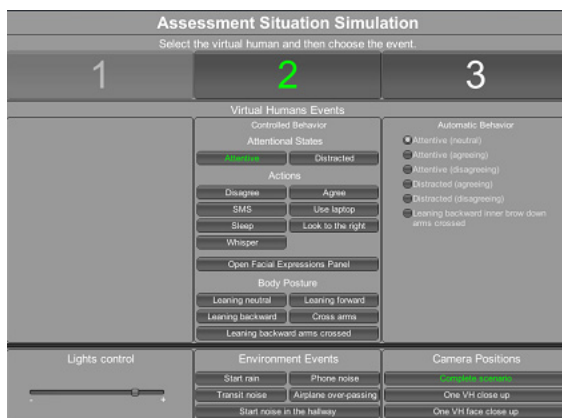 Assessment Situation Simulation
Select the virtual human and then choose the event.
1 2 3
Virtual Humans Events
Controlled Behavior
Attentional States
Attentive Distracted
Actions
Disagree Agree
SMS Use laptop
Sleep Look to the right
Whisper
Open Facial Expressions Panel
Body Posture
Leaning neutral Leaning forward
Leaning backward Cross arms
Leaning backward arms crossed
Automatic Behavior
Attentive (neutral)
Attentive (agreeing)
Attentive (disagreeing)
Distracted (agreeing)
Distracted (disagreeing)
Leaning backward inner brow down
arms crossed
Lights control
- +
Environment Events
Start rain Phone noise
Transit noise Airplane over-passing
Start noise in the hallway
Camera Positions
Complete scenario
One VH close up
One VH face close up